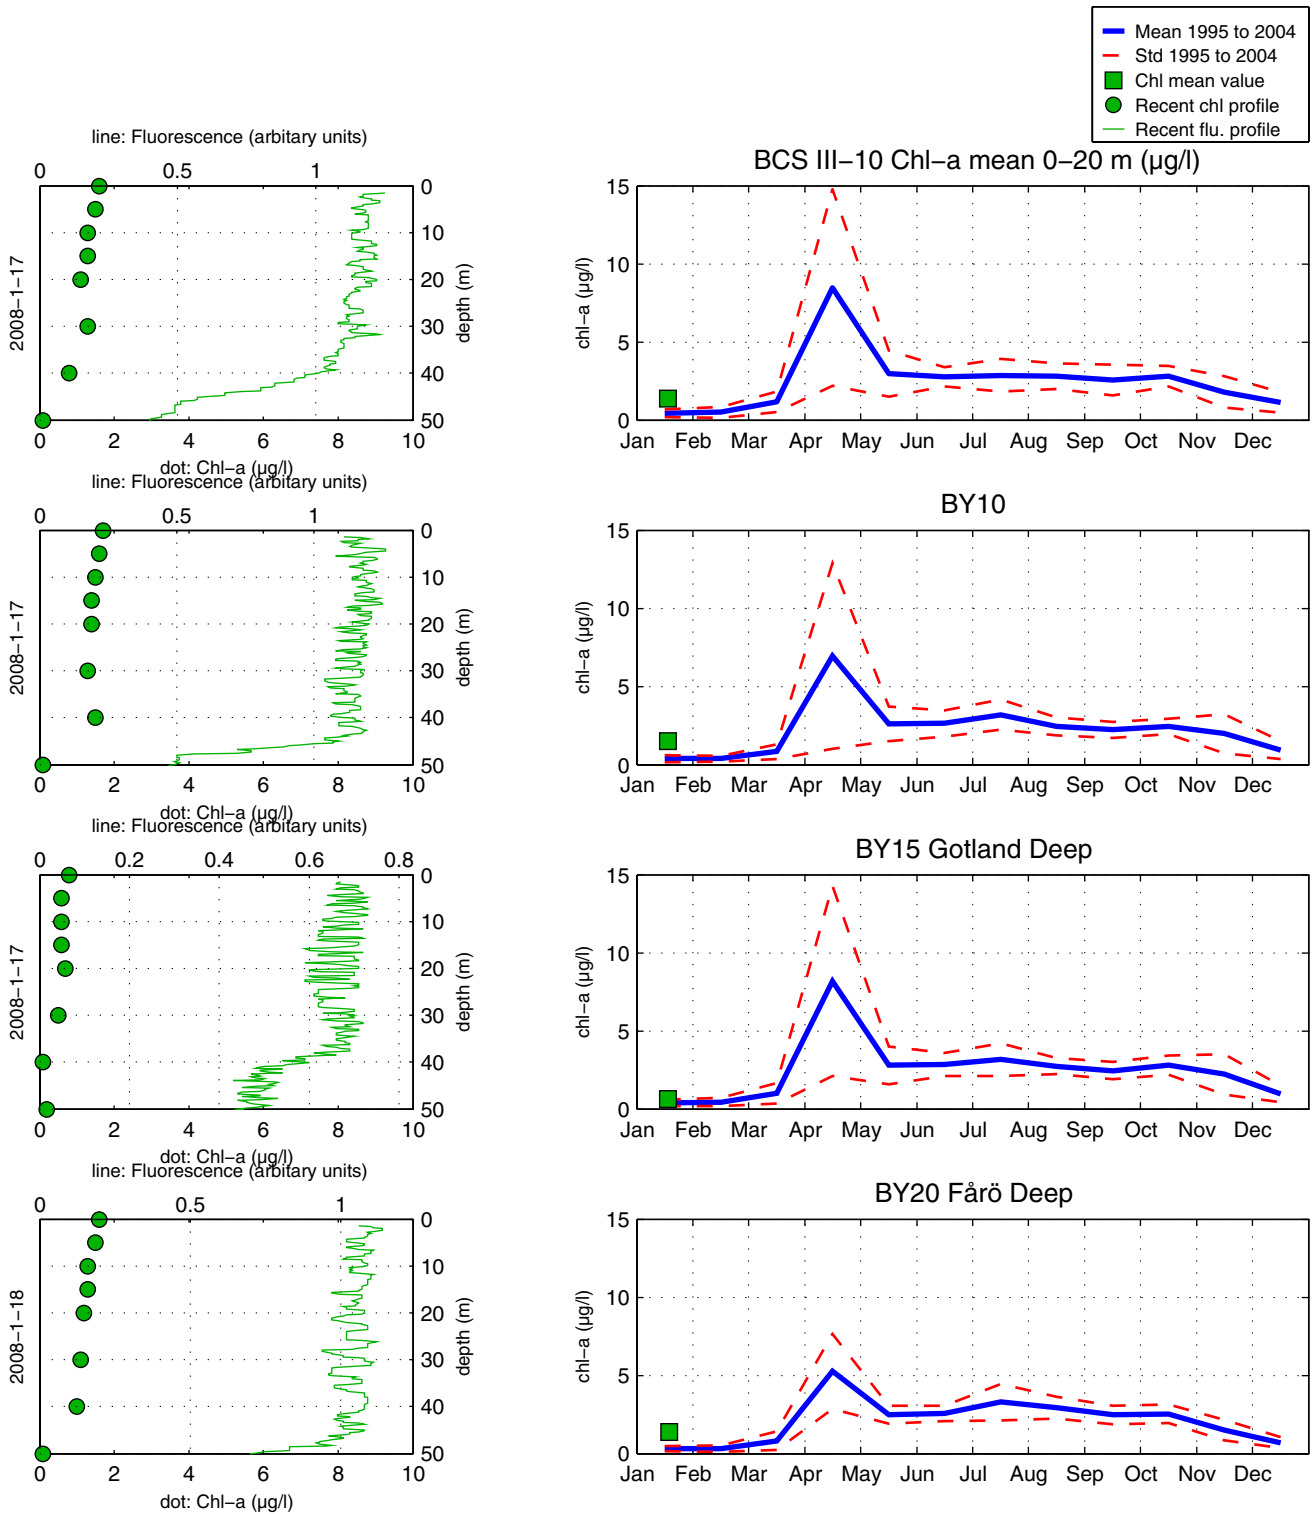 Mean 1995 to 2004
Std 1995 to 2004
Chl mean value
Recent chl profile
Recent flu. profile
line: Fluorescence (arbitary units)
0 0.5 1
BCS III−10 Chl−a mean 0−20 m (µg/l)
2008−1−17
0
10
20
30
40
50
depth (m)
0 2 4 6 8 10
dot: Chl−a (µg/l)
chl−a (µg/l)
15
10
5
0
Jan Feb Mar Apr May Jun Jul Aug Sep Oct Nov Dec
line: Fluorescence (arbitary units)
0 0.5 1
BY10
2008−1−17
0
10
20
30
40
50
depth (m)
0 2 4 6 8 10
dot: Chl−a (µg/l)
chl−a (µg/l)
15
10
5
0
Jan Feb Mar Apr May Jun Jul Aug Sep Oct Nov Dec
line: Fluorescence (arbitary units)
0 0.2 0.4 0.6 0.8
BY15 Gotland Deep
2008−1−17
0
10
20
30
40
50
depth (m)
0 2 4 6 8 10
dot: Chl−a (µg/l)
chl−a (µg/l)
15
10
5
0
Jan Feb Mar Apr May Jun Jul Aug Sep Oct Nov Dec
line: Fluorescence (arbitary units)
0 0.5 1
BY20 Fårö Deep
2008−1−18
0
10
20
30
40
50
depth (m)
0 2 4 6 8 10
dot: Chl−a (µg/l)
chl−a (µg/l)
15
10
5
0
Jan Feb Mar Apr May Jun Jul Aug Sep Oct Nov Dec